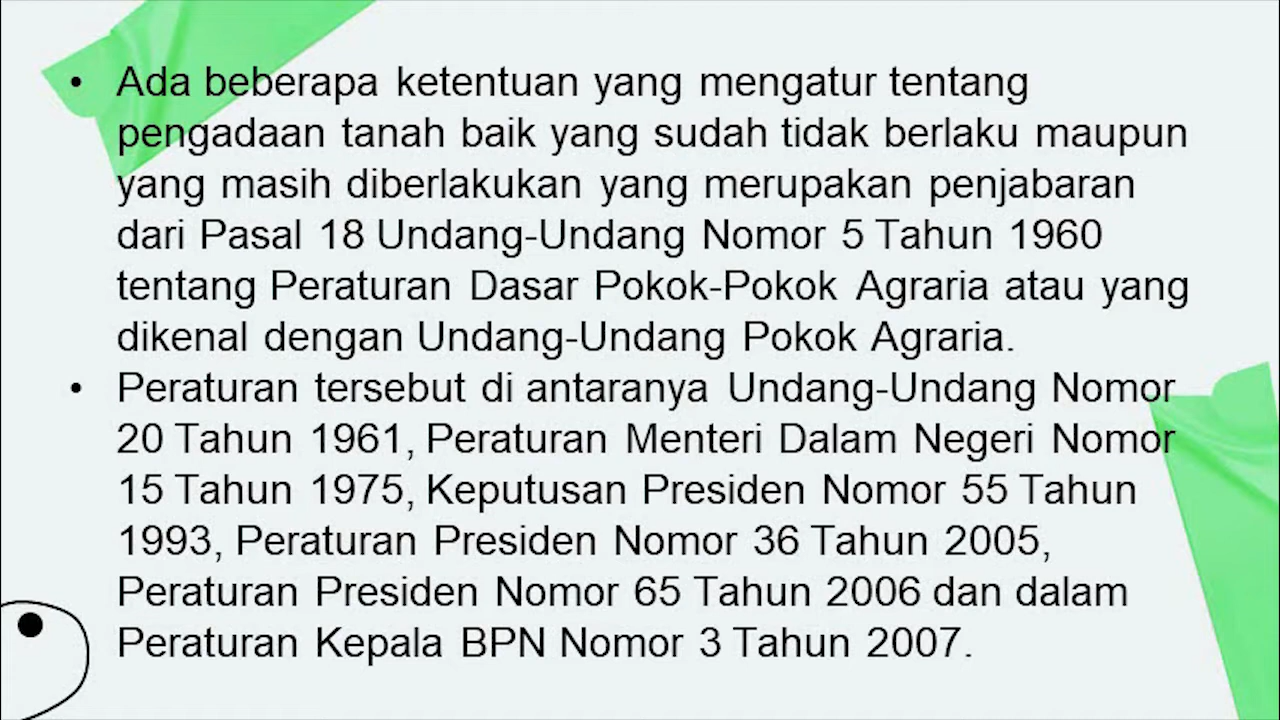 • Ada beberapa ketentuan yang mengatur tentang
pengadaan tanah baik yang sudah tidak berlaku maupun
yang masih diberlakukan yang merupakan penjabaran
dari Pasal 18 Undang-Undang Nomor 5 Tahun 1960
tentang Peraturan Dasar Pokok-Pokok Agraria atau yang
dikenal dengan Undang-Undang Pokok Agraria.
• Peraturan tersebut di antaranya Undang-Undang Nomor
20 Tahun 1961, Peraturan Menteri Dalam Negeri Nomor
15 Tahun 1975, Keputusan Presiden Nomor 55 Tahun
1993, Peraturan Presiden Nomor 36 Tahun 2005,
Peraturan Presiden Nomor 65 Tahun 2006 dan dalam
Peraturan Kepala BPN Nomor 3 Tahun 2007.